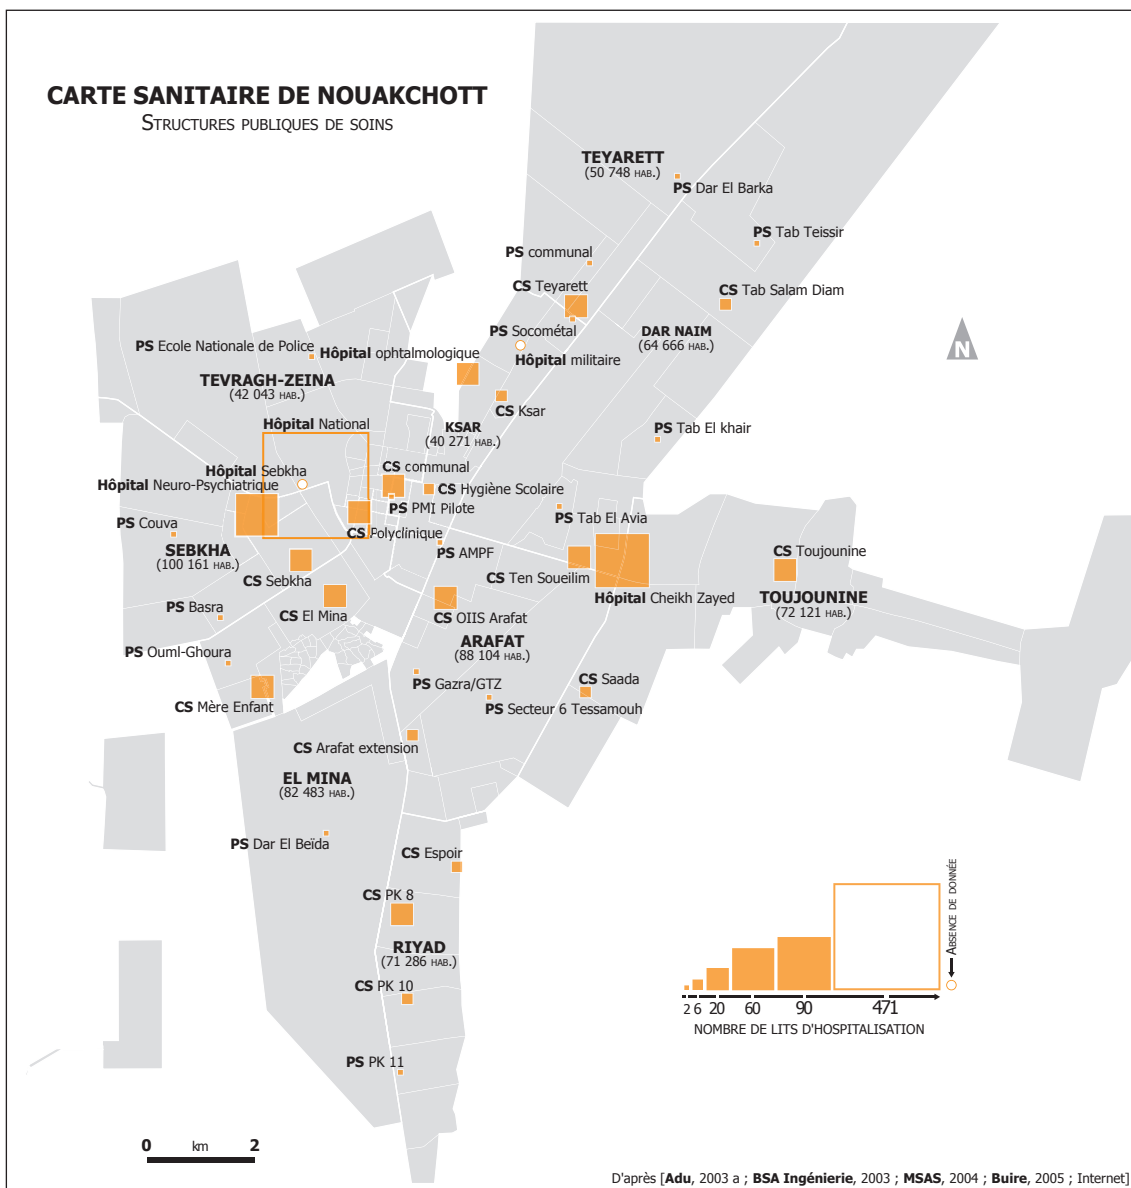 CARTE SANITAIRE DE NOUAKCHOTT
STRUCTURES PUBLIQUES DE SOINS
TEYARETT
(50 748 HAB.)
PS Dar El Barka
PS Tab Teissir
PS communal
CS Teyarett
CS Tab Salam Diam
PS Socométal
DAR NAIM
(64 666 HAB.)
PS Ecole Nationale de Police
Hôpital ophtalmologique
Hôpital militaire
N
TEVRAGH-ZEINA
(42 043 HAB.)
CS Ksar
Hôpital National
KSAR
(40 271 HAB.)
PS Tab El khair
Hôpital Sebkha
CS communal
Hôpital Neuro-Psychiatrique
CS Hygiène Scolaire
PS PMI Pilote
PS Couva
CS Polyclinique
PS Tab El Avia
SEBKHA
(100 161 HAB.)
PS AMPF
CS Toujounine
CS Sebkha
CS Ten Soueilim
Hôpital Cheikh Zayed
TOUJOUNINE
(72 121 HAB.)
PS Basra
CS El Mina
CS OIIS Arafat
ARAFAT
(88 104 HAB.)
PS Ouml-Ghoura
PS Gazra/GTZ
CS Saada
CS Mère Enfant
PS Secteur 6 Tessamouh
CS Arafat extension
EL MINA
(82 483 HAB.)
PS Dar El Beïda
CS Espoir
CS PK 8
RIYAD
(71 286 HAB.)
CS PK 10
PS PK 11
ABSENCE DE DONNÉE
2 6 20 60 90 471
NOMBRE DE LITS D'HOSPITALISATION
0 km 2
D'après [Adu, 2003 a ; BSA Ingénierie, 2003 ; MSAS, 2004 ; Buire, 2005 ; Internet]